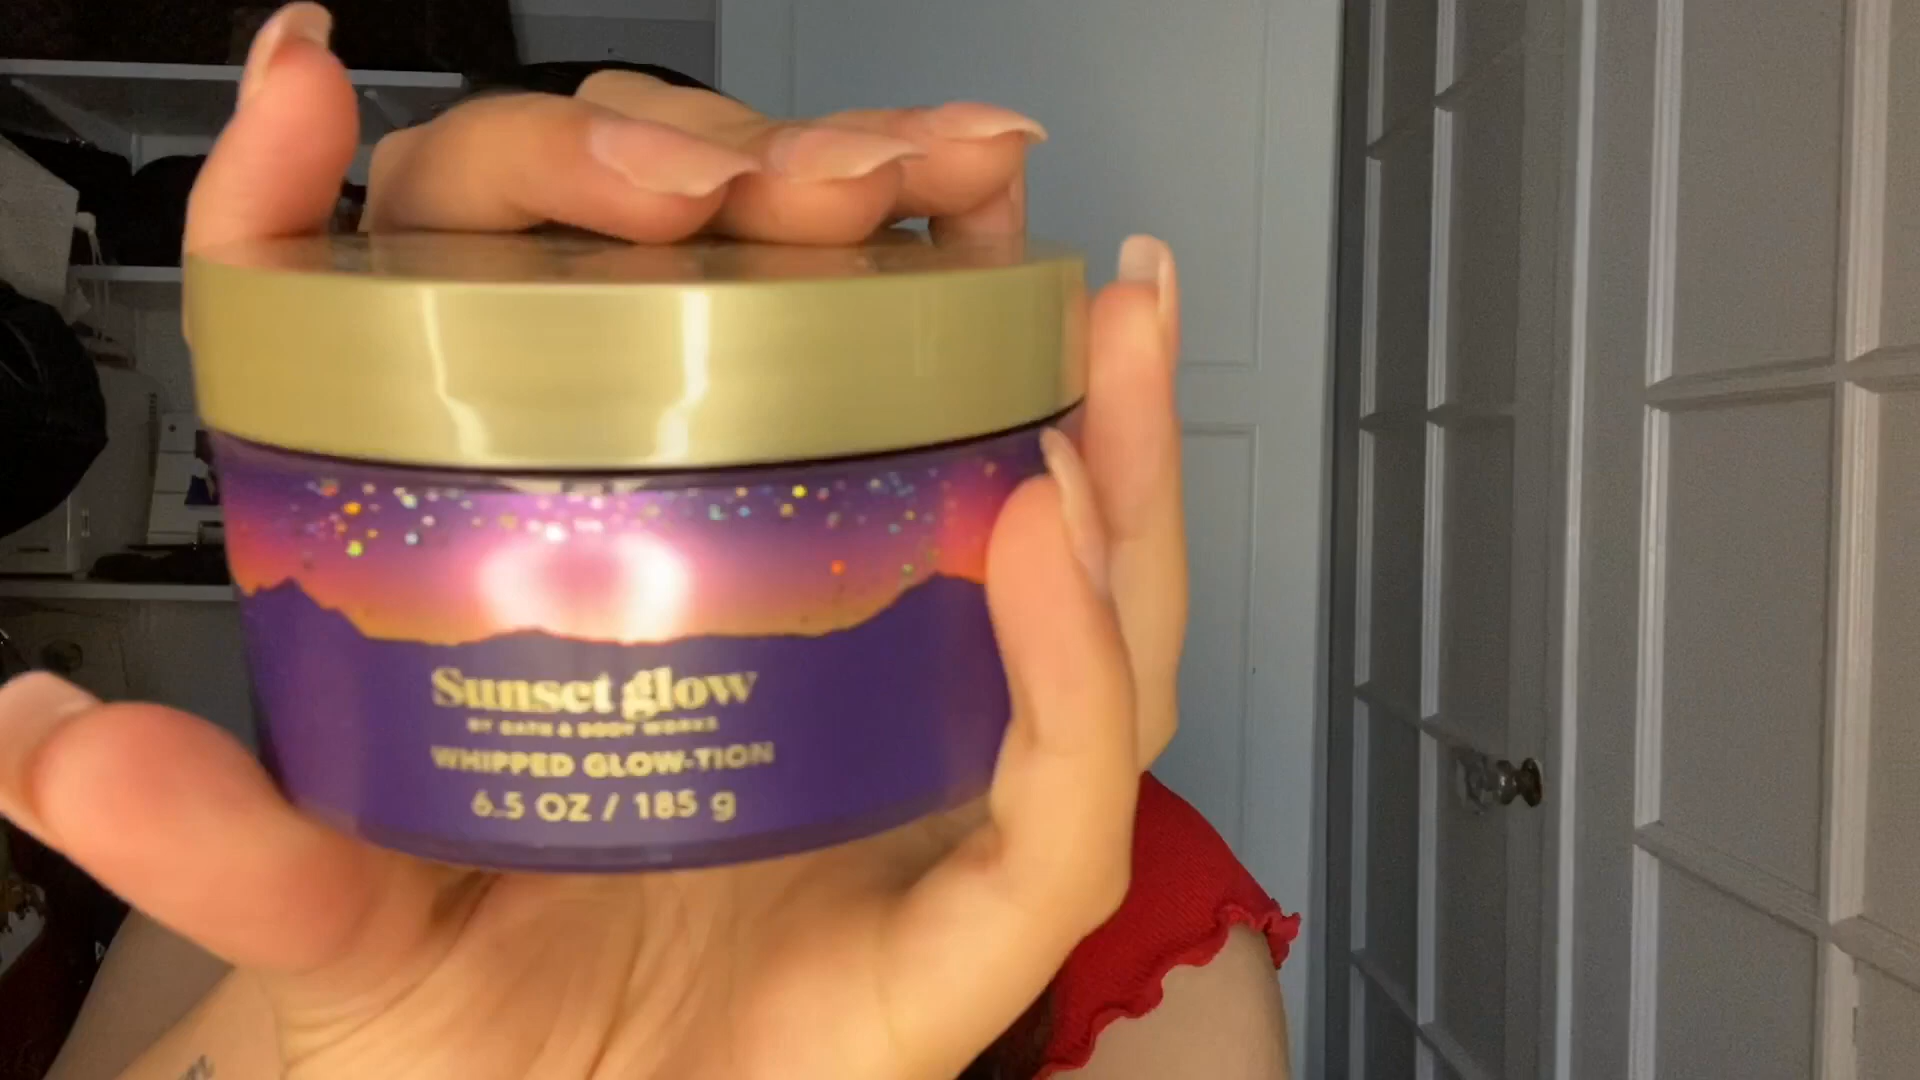 Sunset glow
BY BATH & BODY WORKS
WHIPPED GLOW-TION
6.5 OZ / 185 g